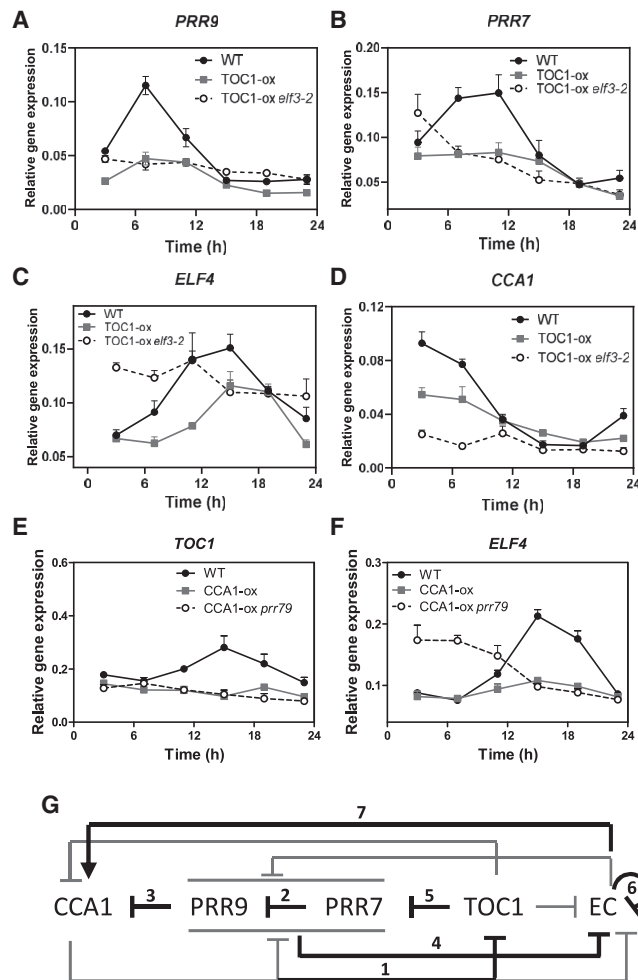 A
PRR9
Relative gene expression
0.15
0.10
0.05
0.00
0 6 12 18 24
Time (h)
WT
TOC1-ox
TOC1-ox elf3-2
B
PRR7
Relative gene expression
0.20
0.15
0.10
0.05
0 6 12 18 24
Time (h)
WT
TOC1-ox
TOC1-ox elf3-2
C
ELF4
Relative gene expression
0.15
0.10
0.05
0 6 12 18 24
Time (h)
WT
TOC1-ox
TOC1-ox elf3-2
D
CCA1
Relative gene expression
0.12
0.08
0.04
0.00
0 6 12 18 24
Time (h)
WT
TOC1-ox
TOC1-ox elf3-2
E
TOC1
Relative gene expression
0.6
0.4
0.2
0.0
0 6 12 18 24
Time (h)
WT
CCA1-ox
CCA1-ox prr79
F
ELF4
Relative gene expression
0.3
0.2
0.1
0 6 12 18 24
Time (h)
WT
CCA1-ox
CCA1-ox prr79
G
7
CCA1 3 PRR9 2 PRR7 5 TOC1 EC 6
4
1